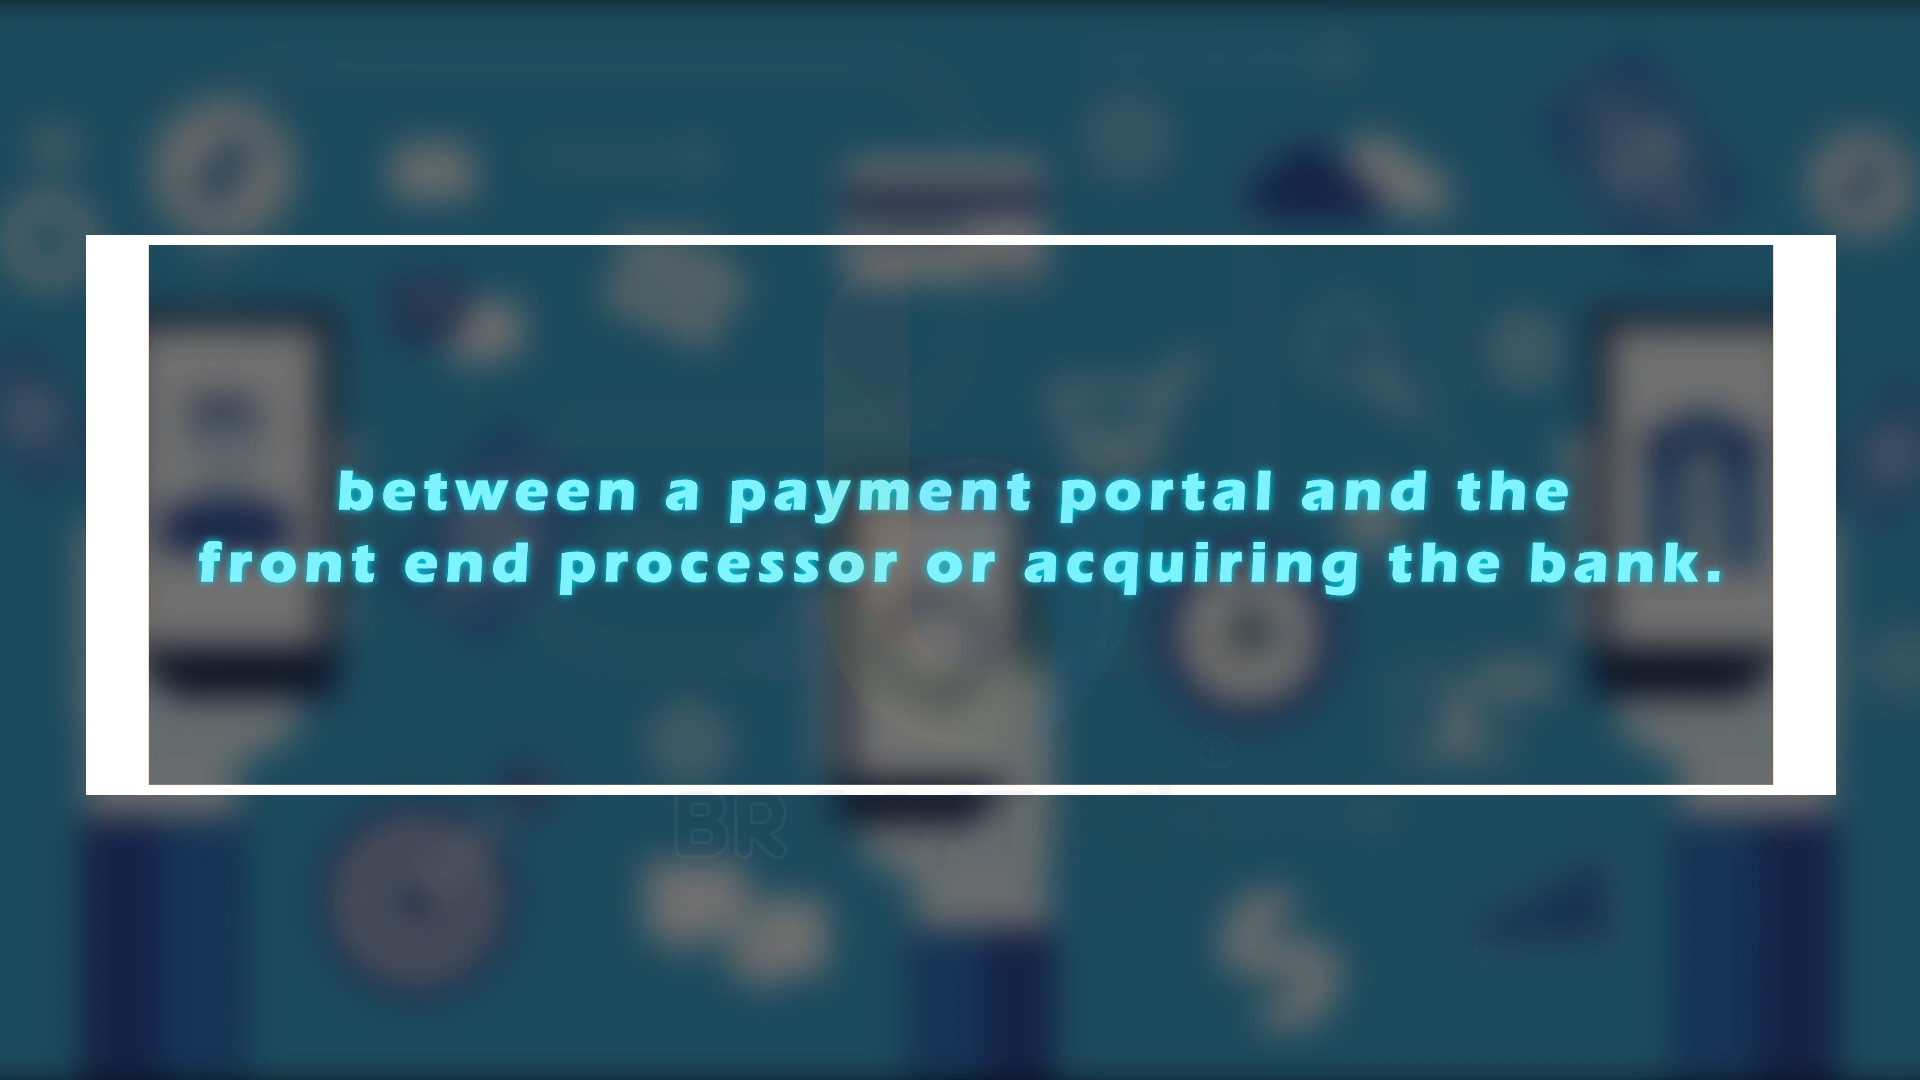 between a payment portal and the
front end processor or acquiring the bank.